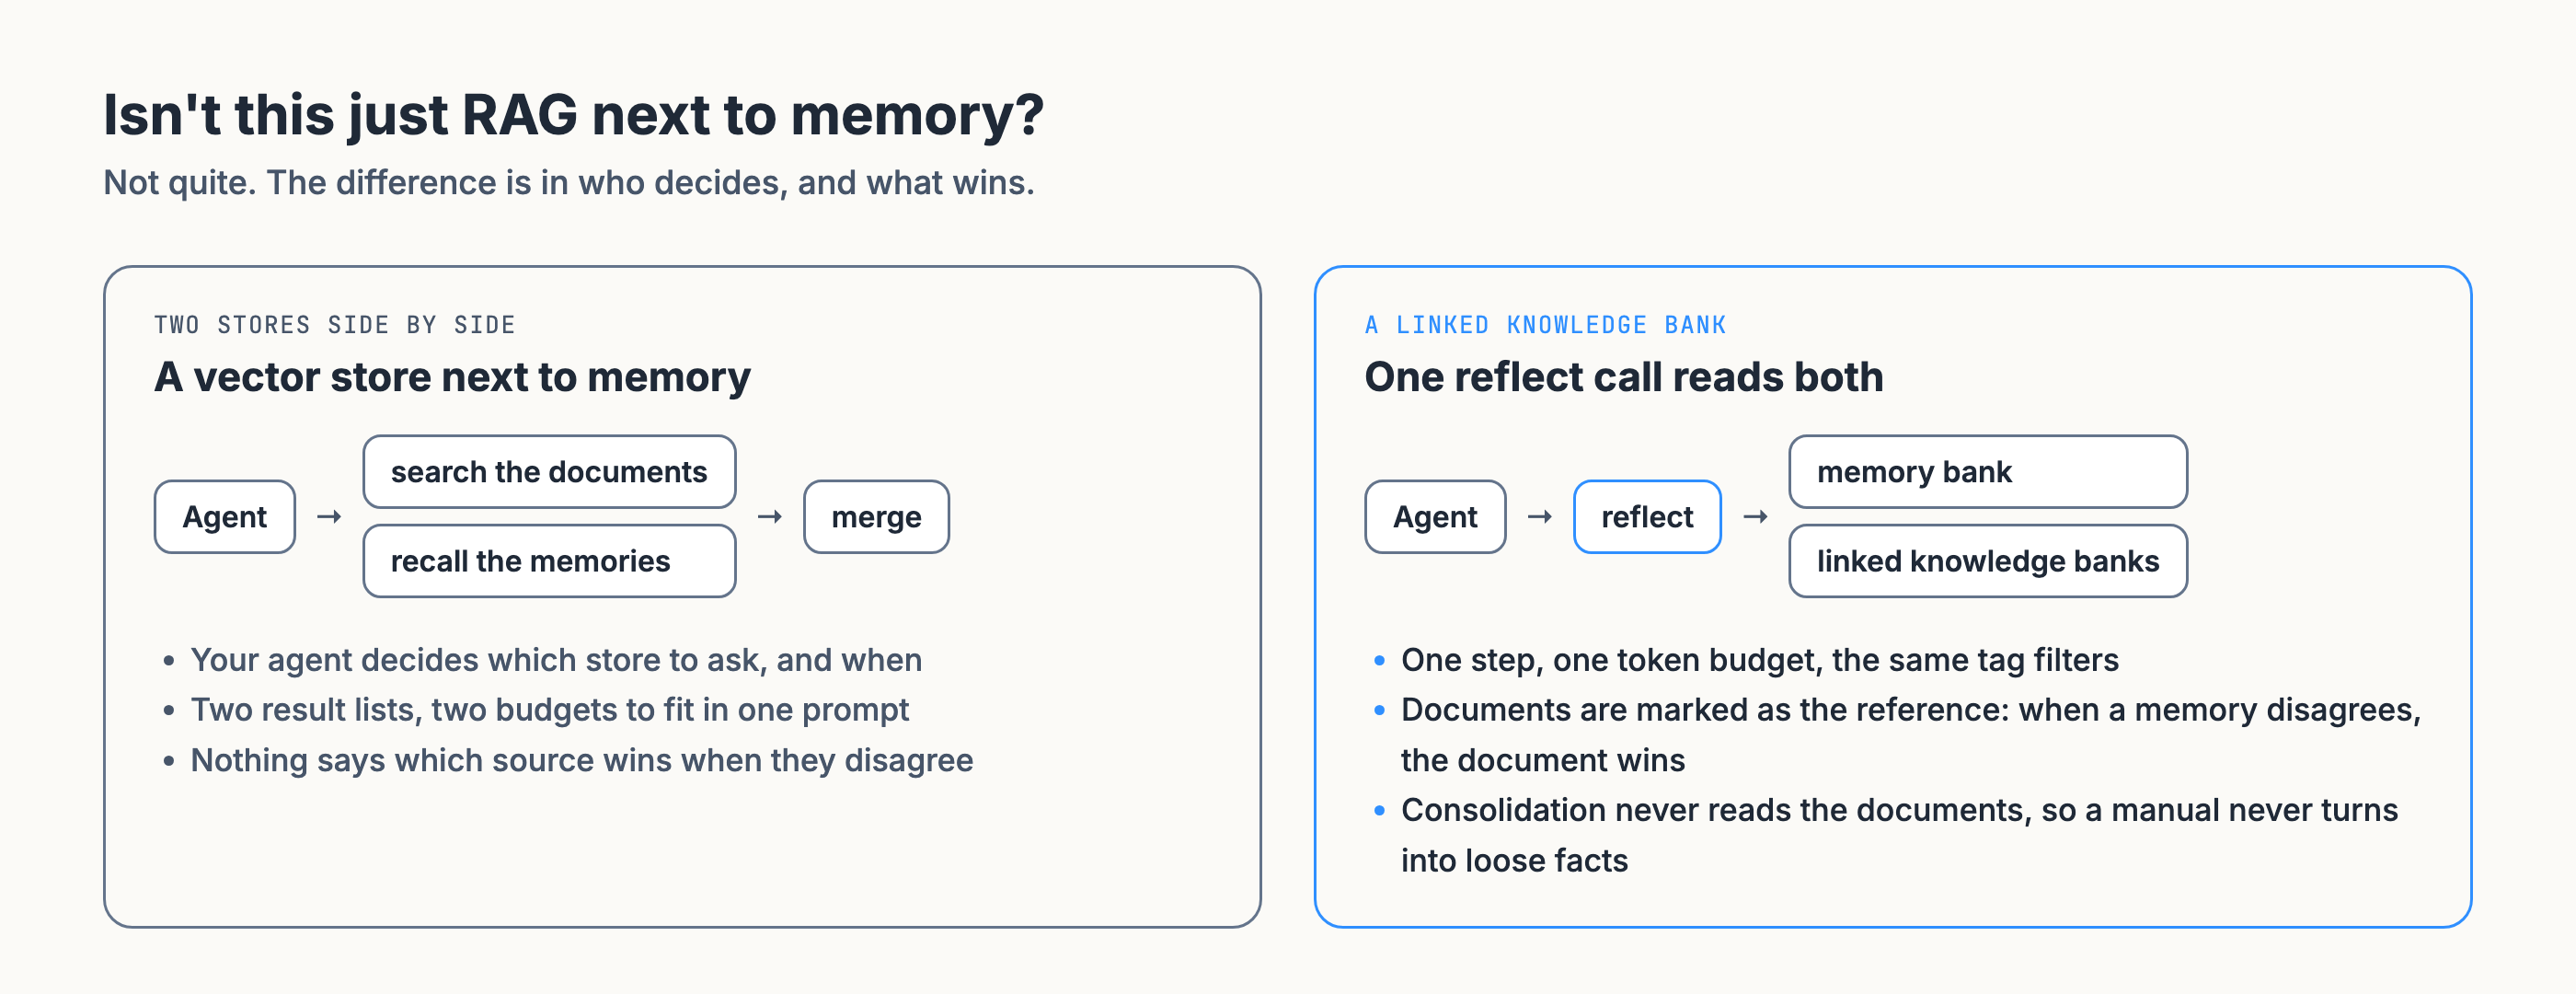 Isn't this just RAG next to memory?
Not quite. The difference is in who decides, and what wins.
TWO STORES SIDE BY SIDE
A vector store next to memory
Agent → search the documents → merge
recall the memories
• Your agent decides which store to ask, and when
• Two result lists, two budgets to fit in one prompt
• Nothing says which source wins when they disagree
A LINKED KNOWLEDGE BANK
One reflect call reads both
Agent → reflect → memory bank
linked knowledge banks
• One step, one token budget, the same tag filters
• Documents are marked as the reference: when a memory disagrees,
the document wins
• Consolidation never reads the documents, so a manual never turns
into loose facts